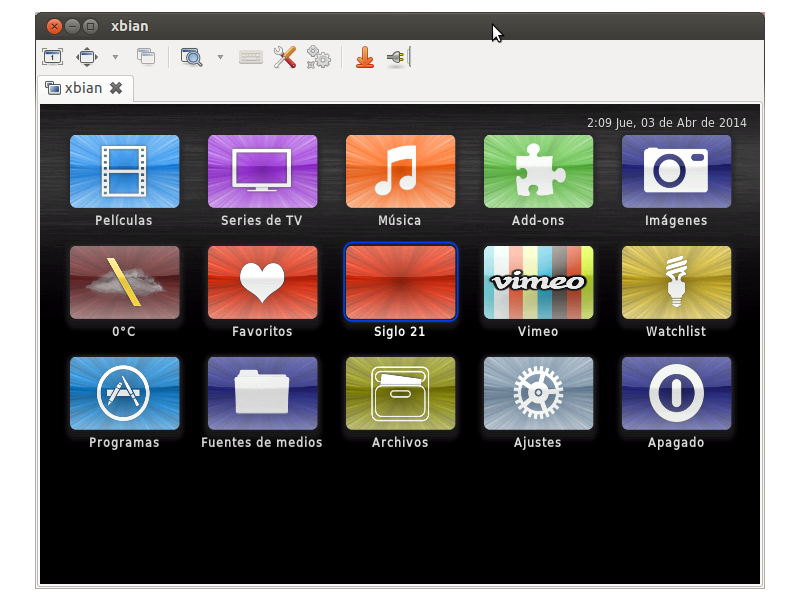 xbian
xbian
2:09 Jue, 03 de Abr de 2014
Películas
Series de TV
Música
Add-ons
Imágenes
vimeo
0°C
Favoritos
Siglo 21
Vimeo
Watchlist
Programas
Fuentes de medios
Archivos
Ajustes
Apagado